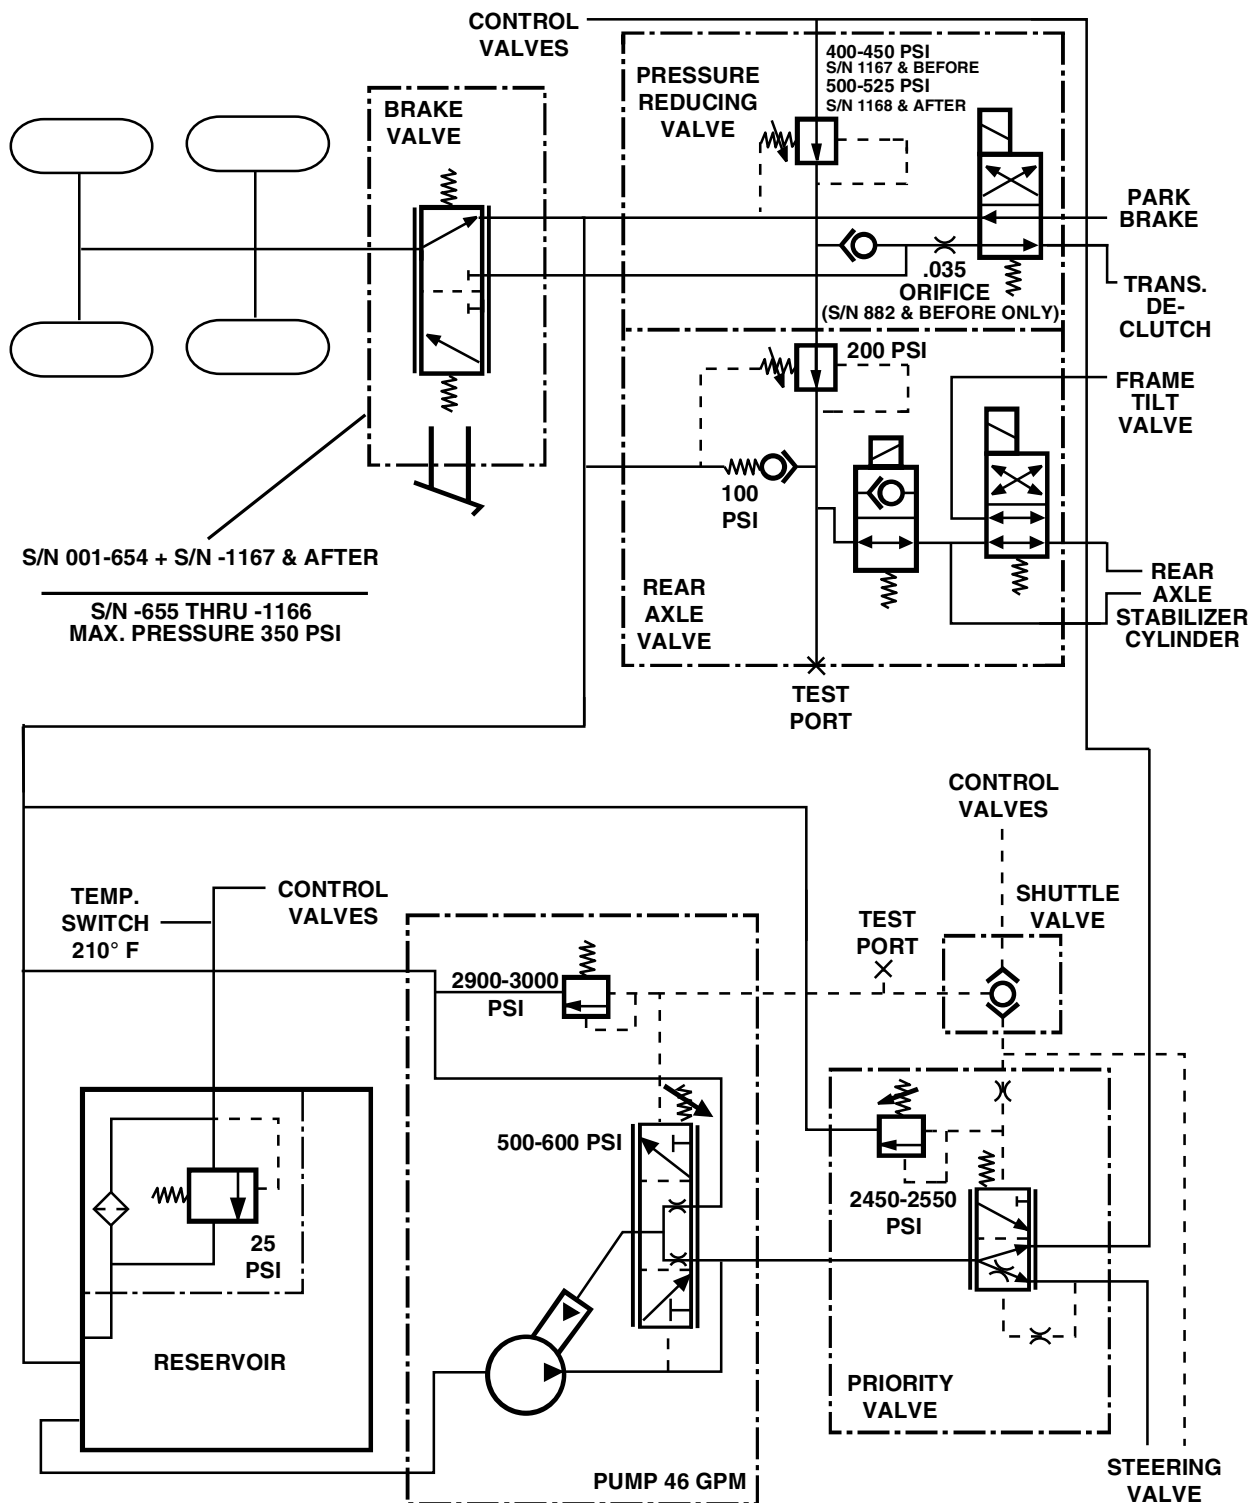 CONTROL
VALVES
400-450 PSI
S/N 1167 & BEFORE
500-525 PSI
S/N 1168 & AFTER
PRESSURE
REDUCING
VALVE
BRAKE
VALVE
PARK
BRAKE
.035
ORIFICE
(S/N 882 & BEFORE ONLY)
TRANS.
DE-
CLUTCH
200 PSI
FRAME
TILT
VALVE
100
PSI
S/N 001-654 + S/N -1167 & AFTER
S/N -655 THRU -1166
MAX. PRESSURE 350 PSI
REAR
AXLE
VALVE
REAR
AXLE
STABILIZER
CYLINDER
TEST
PORT
CONTROL
VALVES
TEMP.
SWITCH
210° F
CONTROL
VALVES
SHUTTLE
VALVE
TEST
PORT
2900-3000
PSI
500-600 PSI
2450-2550
PSI
25
PSI
RESERVOIR
PRIORITY
VALVE
PUMP 46 GPM
STEERING
VALVE